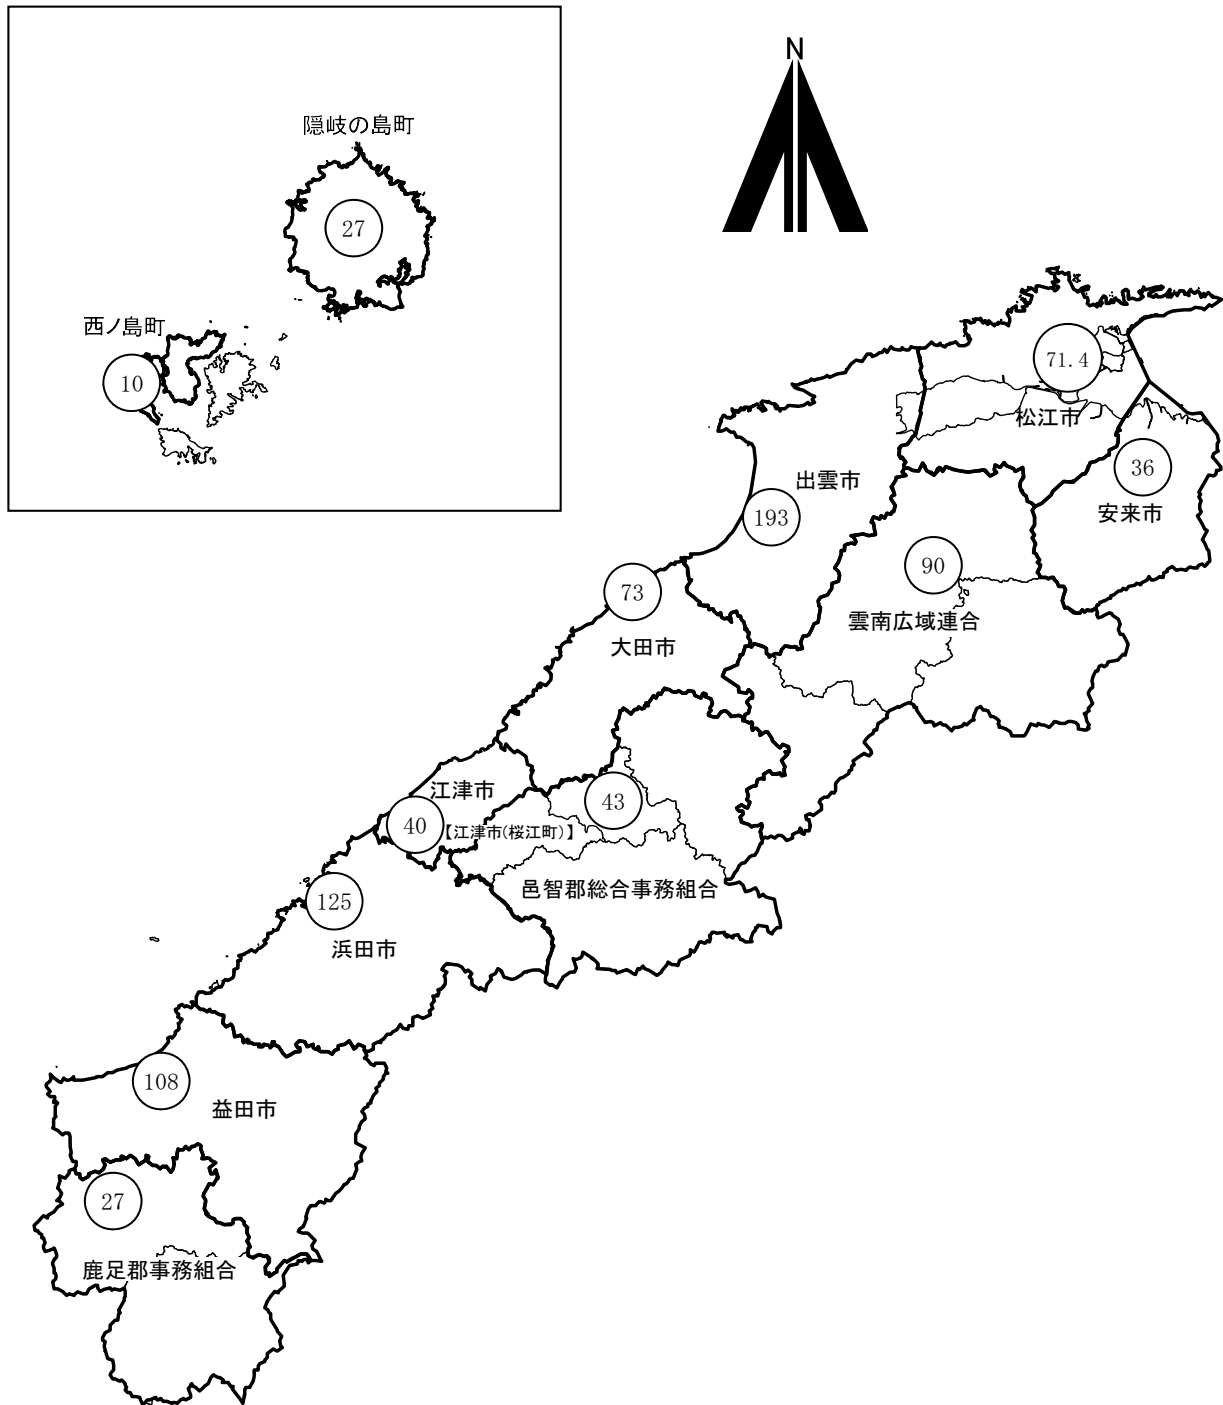 N
隠岐の島町
27
西ノ島町
10
71.4
松江市
36
安来市
出雲市
193
90
雲南広域連合
73
大田市
江津市
40
【江津市(桜江町)】
43
邑智郡総合事務組合
125
浜田市
108
益田市
27
鹿足郡事務組合